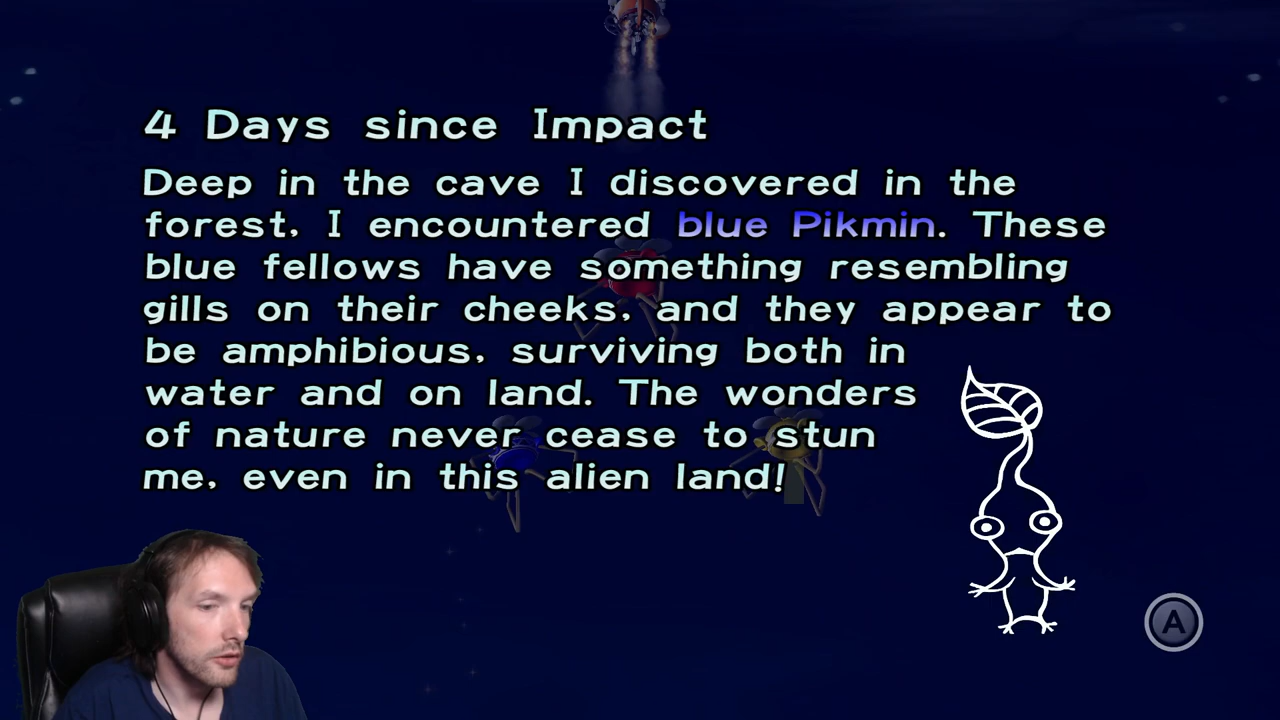 4 Days since Impact
Deep in the cave I discovered in the
forest, I encountered blue Pikmin. These
blue fellows have something resembling
gills on their cheeks, and they appear to
be amphibious, surviving both in
water and on land. The wonders
of nature never cease to stun
me, even in this alien land!
A